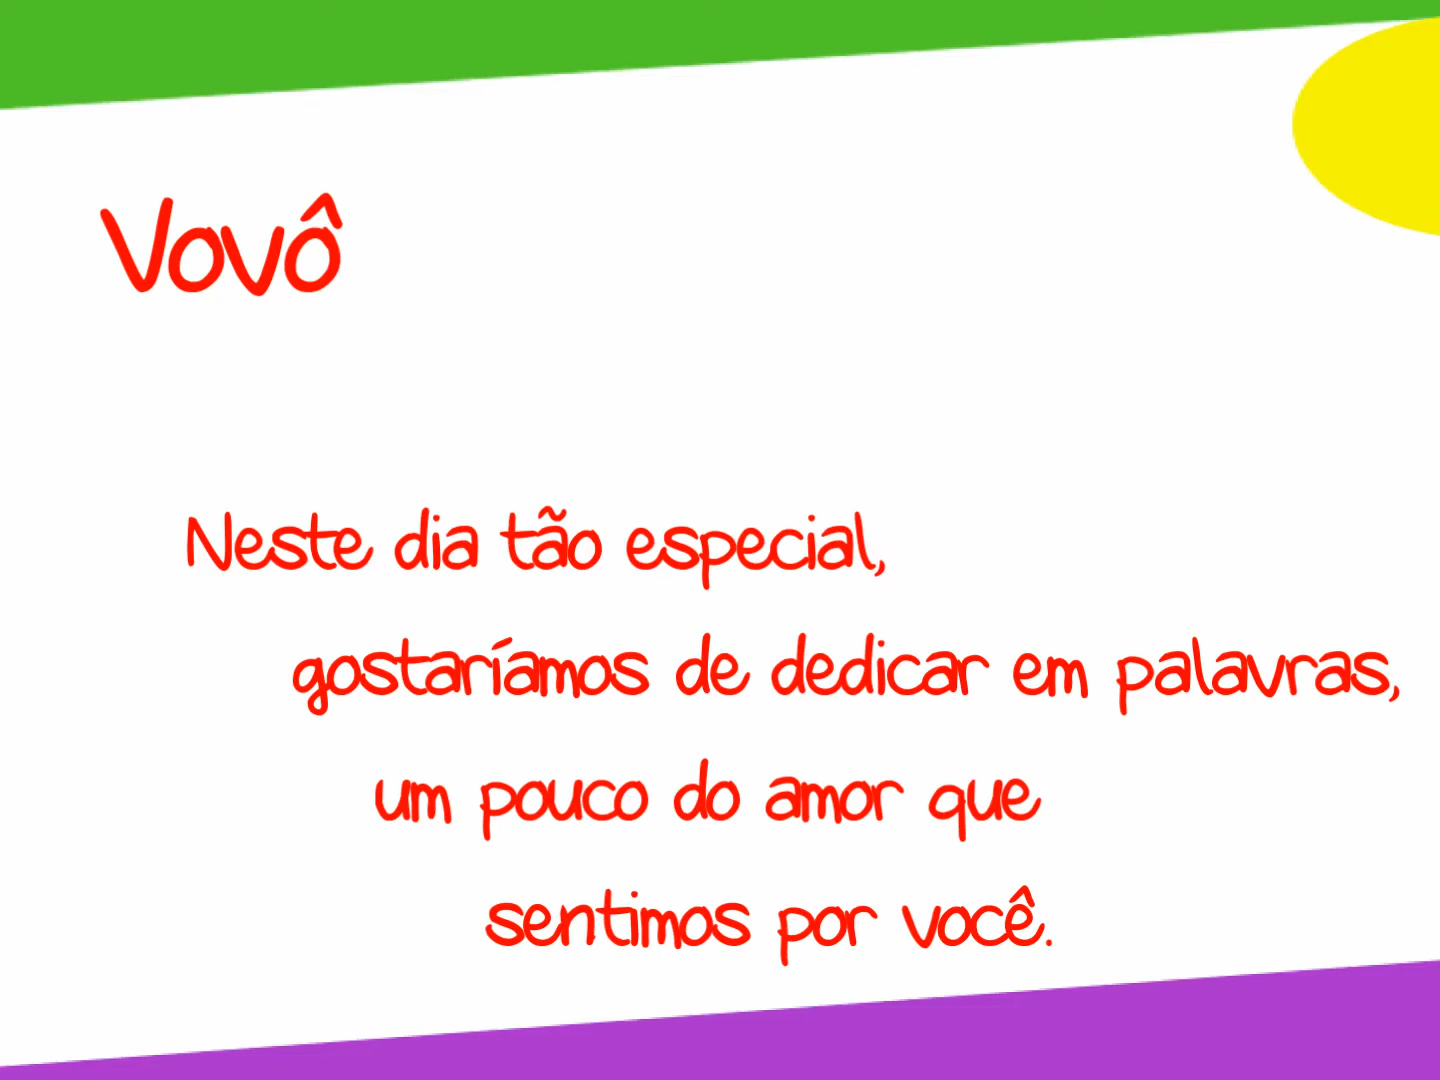 Vovô
Neste dia tão especial,
gostaríamos de dedicar em palavras,
um pouco do amor que
sentimos por você.